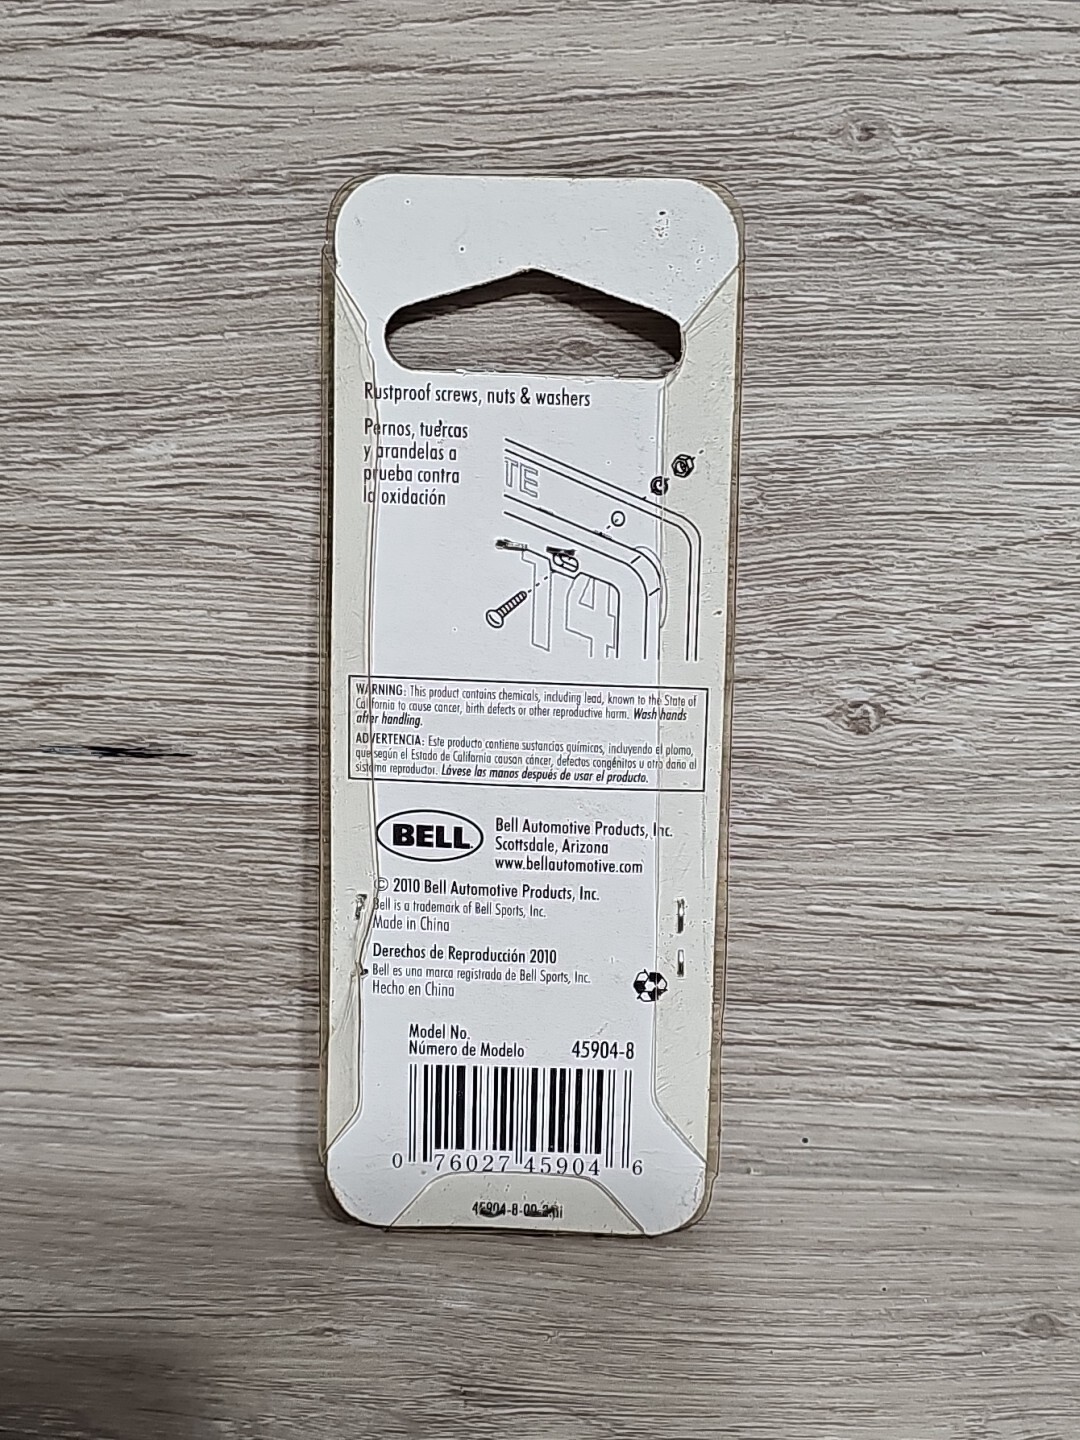 Rustproof screws, nuts & washers
Pernos, tuercas
y arandelas a
prueba contra
la oxidación
TE
WARNING: This product contains chemicals, including lead, known to the State of
California to cause cancer, birth defects or other reproductive harm. Wash hands
after handling.
ADVERTENCIA: Este producto contiene sustancias químicas, incluyendo el plomo,
que según el Estado de California causan cáncer, defectos congénitos u otro daño al
sistema reproductor. Lávese las manos después de usar el producto.
BELL
Bell Automotive Products, Inc.
Scottsdale, Arizona
www.bellautomotive.com
© 2010 Bell Automotive Products, Inc.
Bell is a trademark of Bell Sports, Inc.
Made in China
Derechos de Reproducción 2010
Bell es una marca registrada de Bell Sports, Inc.
Hecho en China
Model No.
Número de Modelo 45904-8
0 76027 45904 6